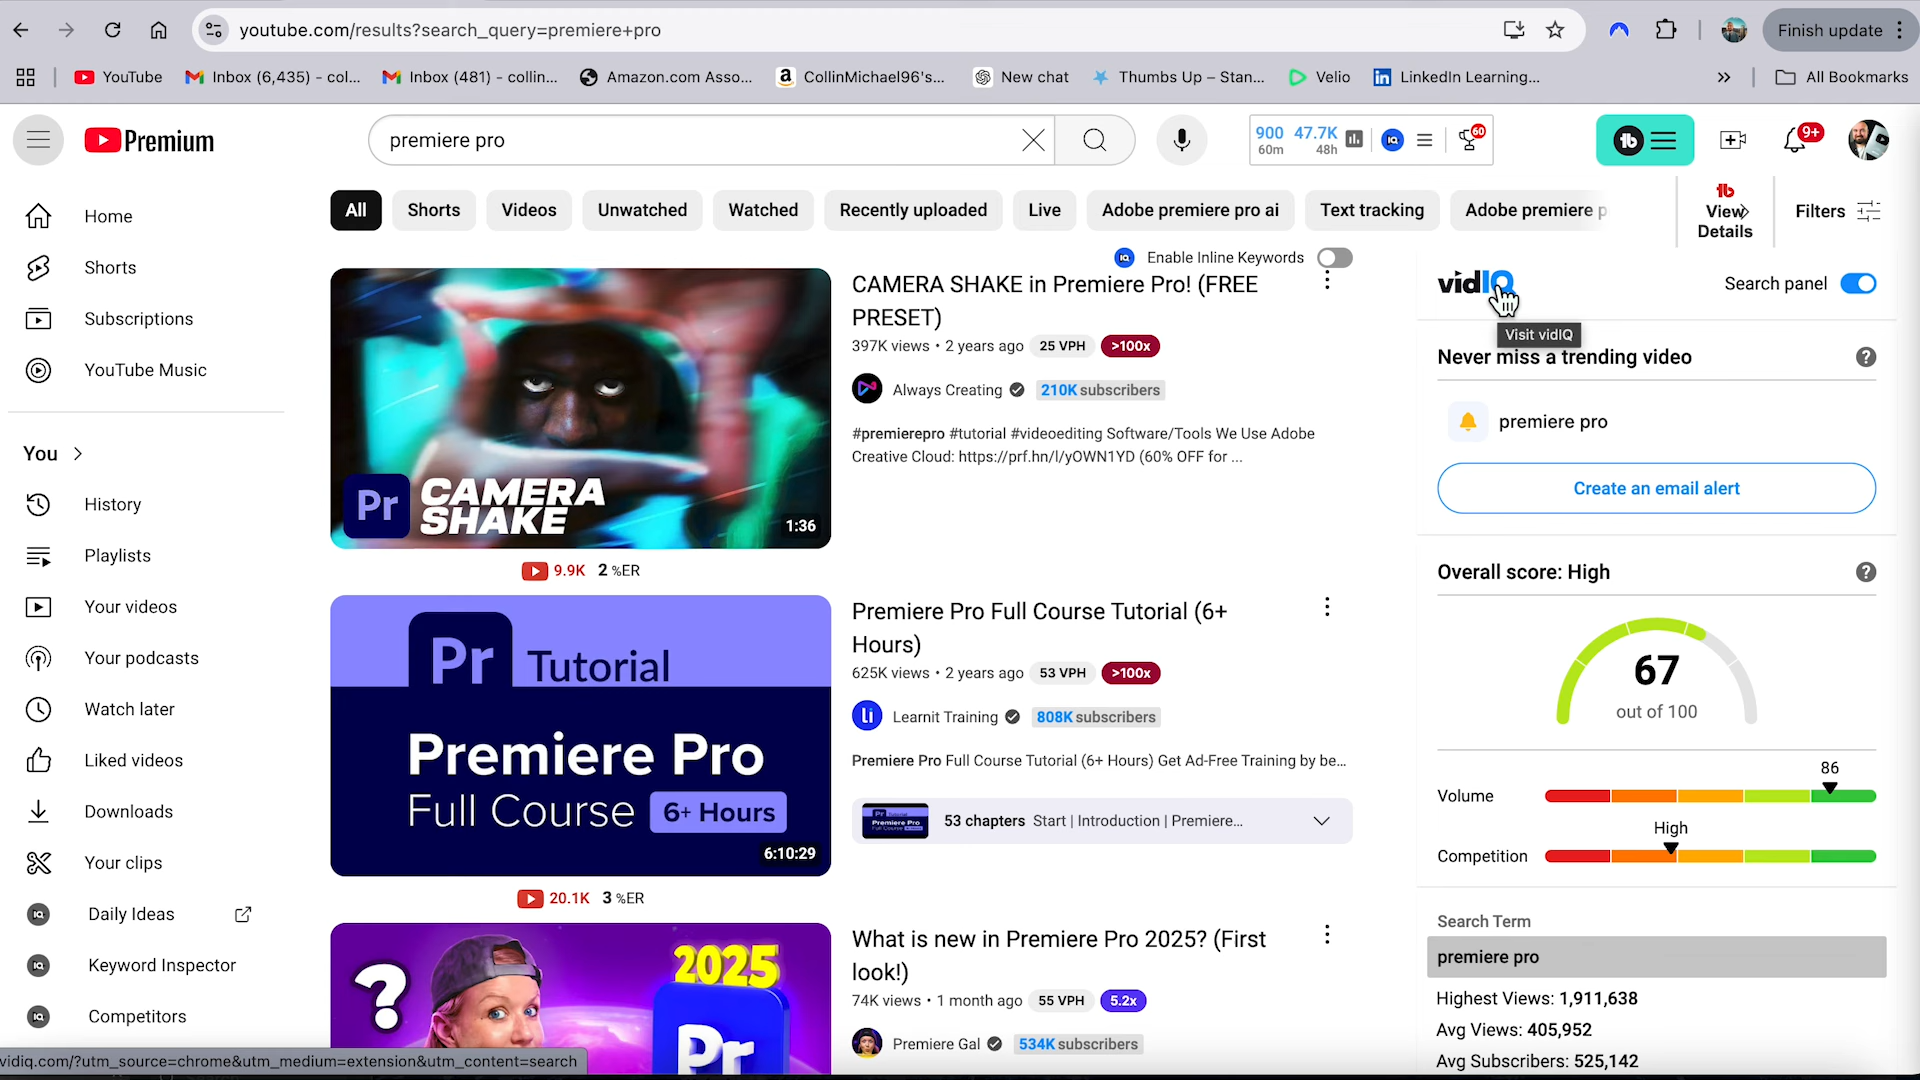 youtube.com/results?search_query=premiere+pro
Finish update
YouTube
Inbox (6,435) - col...
Inbox (481) - collin...
Amazon.com Asso...
CollinMichael96's...
New chat
Thumbs Up – Stan...
Velio
LinkedIn Learning...
All Bookmarks
Premium
premiere pro
900
60m
47.7K
48h
60
9+
Home
Shorts
Subscriptions
YouTube Music
You
History
Playlists
Your videos
Your podcasts
Watch later
Liked videos
Downloads
Your clips
Daily Ideas
Keyword Inspector
Competitors
All
Shorts
Videos
Unwatched
Watched
Recently uploaded
Live
Adobe premiere pro ai
Text tracking
Adobe premiere p
View
Details
Filters
Enable Inline Keywords
Pr
CAMERA
SHAKE
1:36
9.9K 2 %ER
CAMERA SHAKE in Premiere Pro! (FREE
PRESET)
397K views • 2 years ago 25 VPH >100x
Always Creating 210K subscribers
#premierepro #tutorial #videoediting Software/Tools We Use Adobe
Creative Cloud: https://prf.hn/l/yOWN1YD (60% OFF for ...
Pr Tutorial
Premiere Pro
Full Course 6+ Hours
6:10:29
20.1K 3 %ER
Premiere Pro Full Course Tutorial (6+
Hours)
625K views • 2 years ago 53 VPH >100x
Learnit Training 808K subscribers
Premiere Pro Full Course Tutorial (6+ Hours) Get Ad-Free Training by be...
53 chapters Start | Introduction | Premiere...
?
2025
Pr
What is new in Premiere Pro 2025? (First
look!)
74K views • 1 month ago 55 VPH 5.2x
Premiere Gal 534K subscribers
vidIQ
Search panel
Visit vidIQ
Never miss a trending video
premiere pro
Create an email alert
Overall score: High
67
out of 100
86
Volume
High
Competition
Search Term
premiere pro
Highest Views: 1,911,638
Avg Views: 405,952
Avg Subscribers: 525,142
vidiq.com/?utm_source=chrome&utm_medium=extension&utm_content=search